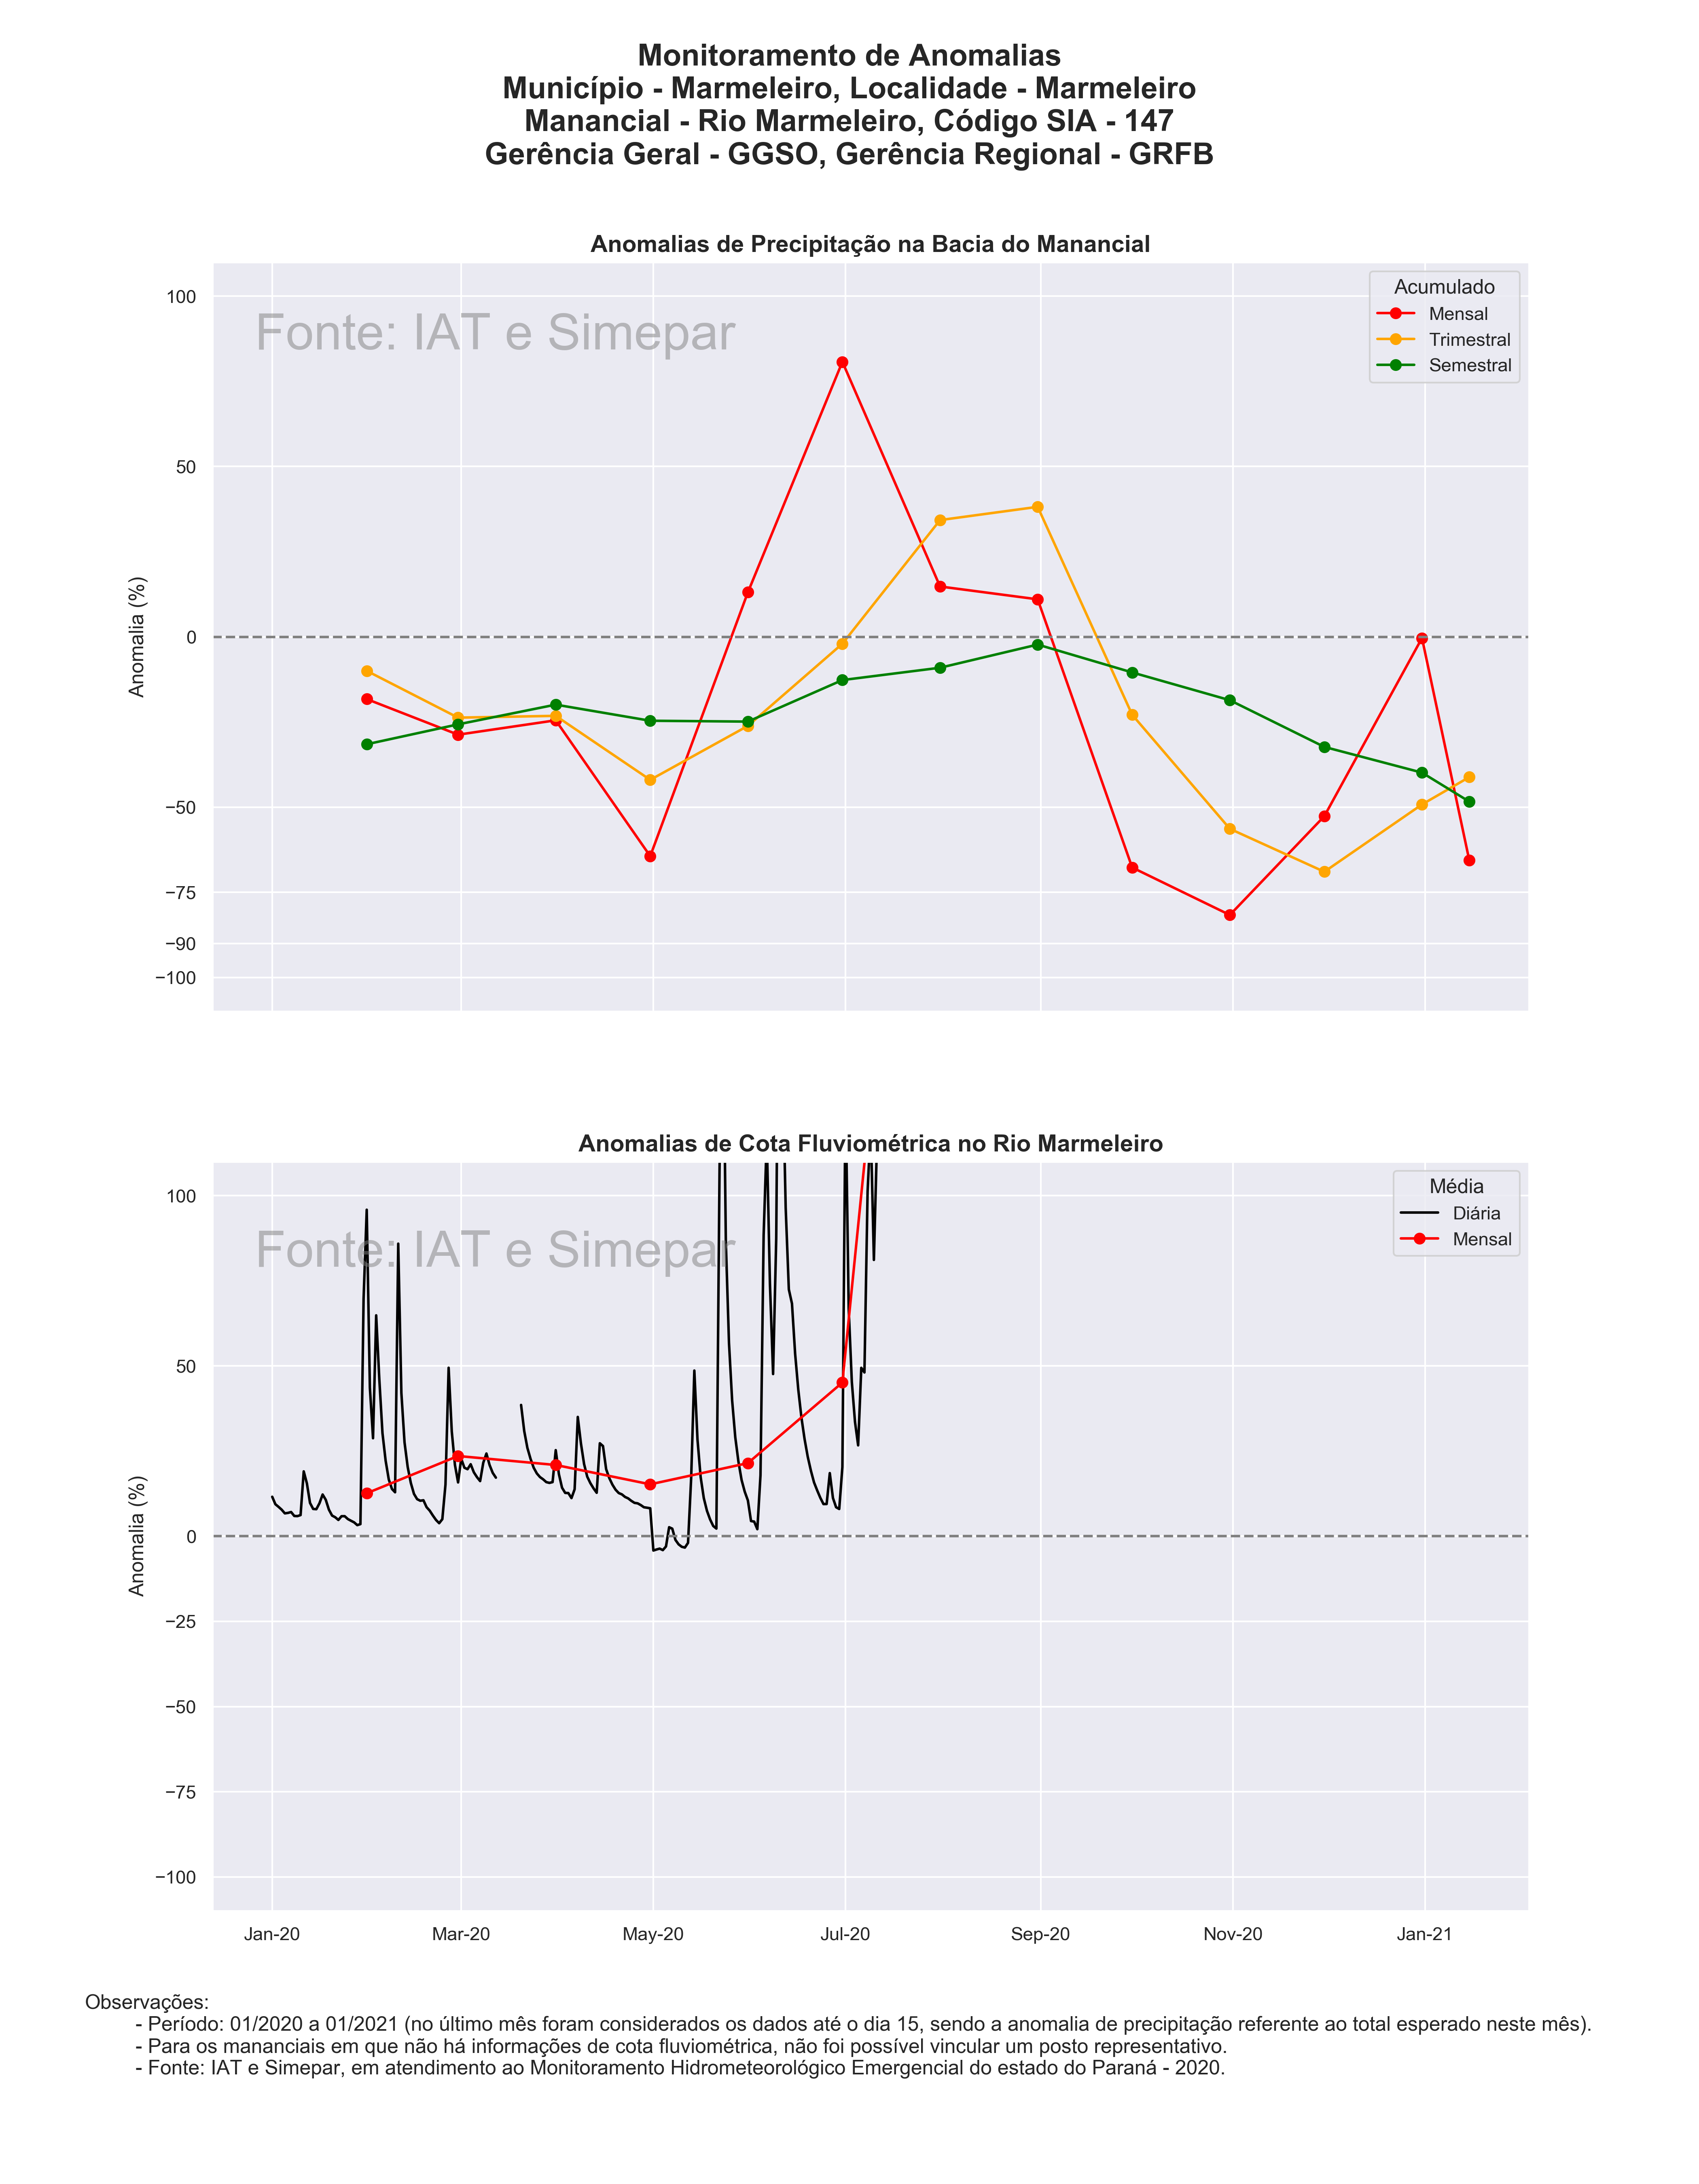 Monitoramento de Anomalias
Município - Marmeleiro, Localidade - Marmeleiro
Manancial - Rio Marmeleiro, Código SIA - 147
Gerência Geral - GGSO, Gerência Regional - GRFB
Anomalias de Precipitação na Bacia do Manancial
Fonte: IAT e Simepar
Acumulado
Mensal
Trimestral
Semestral
Anomalia (%)
100
50
0
−50
−75
−90
−100
Anomalias de Cota Fluviométrica no Rio Marmeleiro
Fonte: IAT e Simepar
Média
Diária
Mensal
Anomalia (%)
100
50
0
−25
−50
−75
−100
Jan-20 Mar-20 May-20 Jul-20 Sep-20 Nov-20 Jan-21
Observações:
- Período: 01/2020 a 01/2021 (no último mês foram considerados os dados até o dia 15, sendo a anomalia de precipitação referente ao total esperado neste mês).
- Para os mananciais em que não há informações de cota fluviométrica, não foi possível vincular um posto representativo.
- Fonte: IAT e Simepar, em atendimento ao Monitoramento Hidrometeorológico Emergencial do estado do Paraná - 2020.